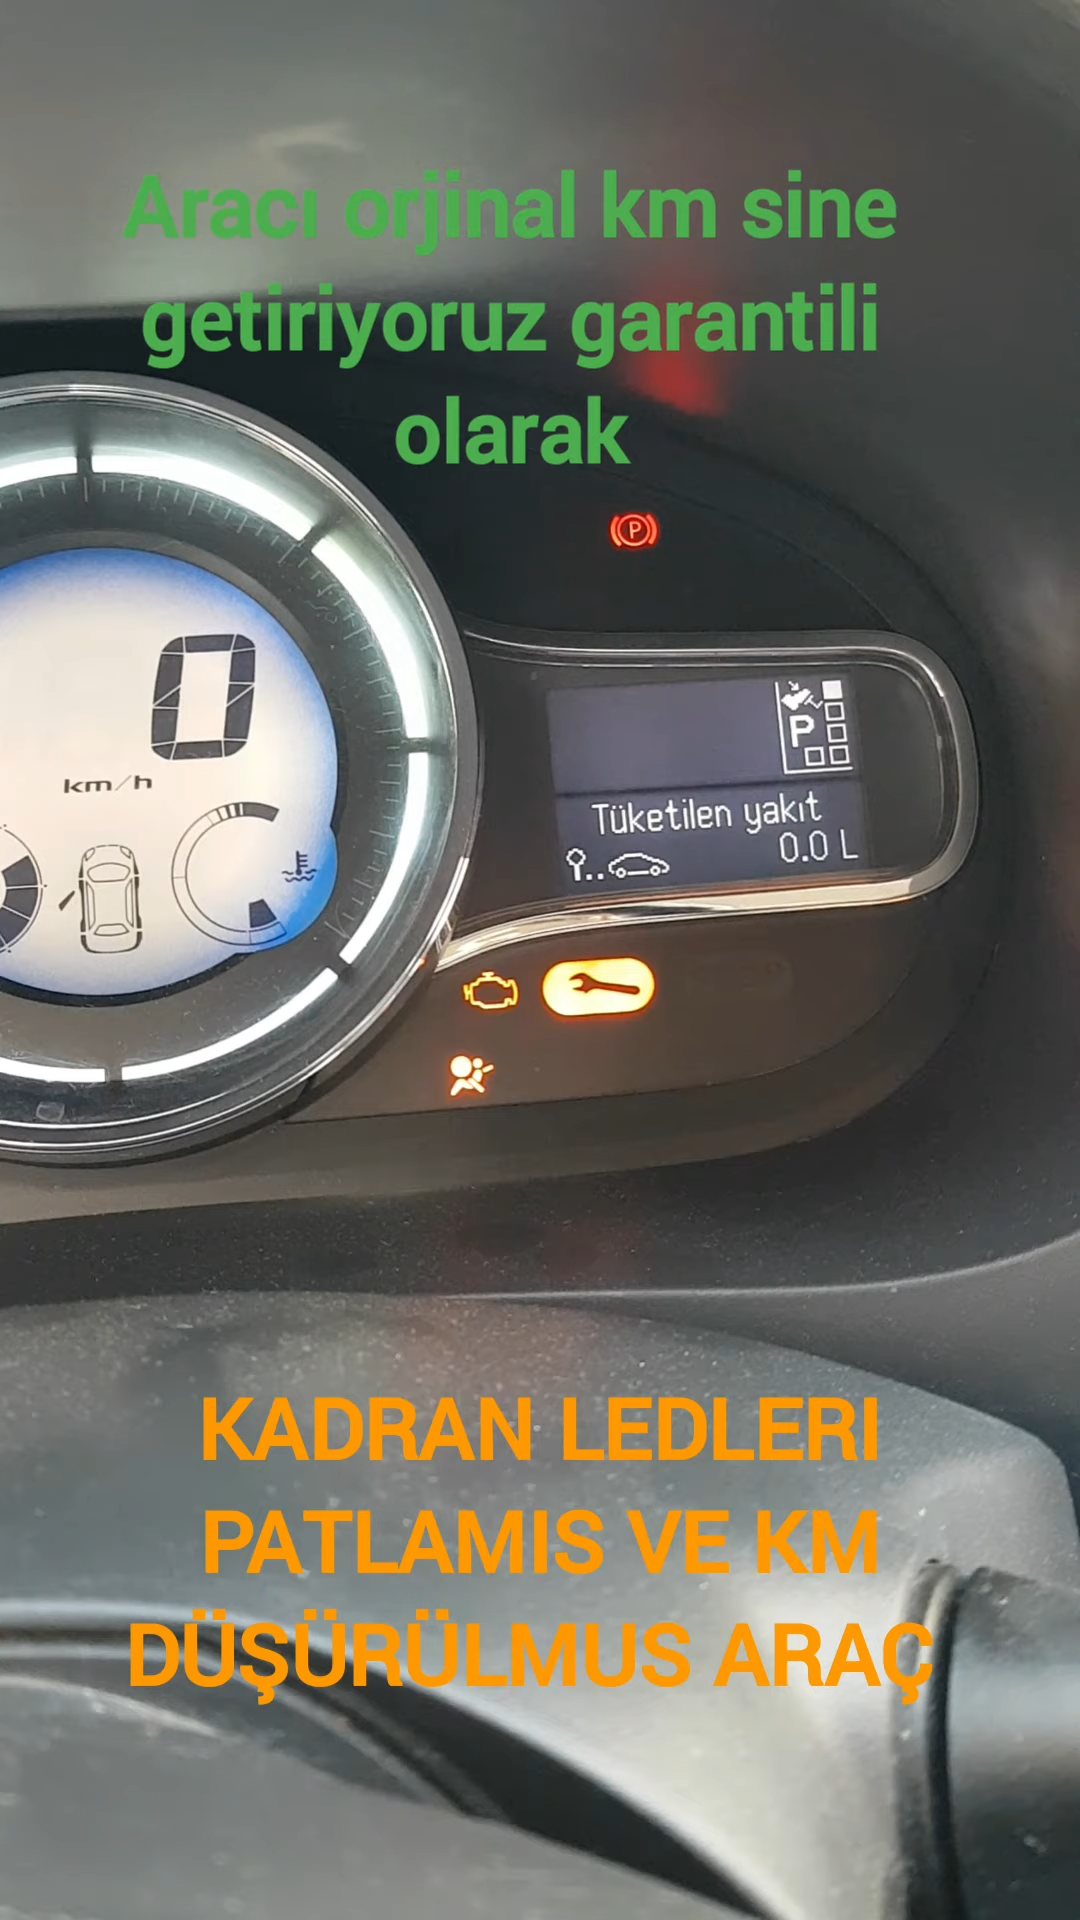 Aracı orjinal km sine
getiriyoruz garantili
olarak
P
0
km/h
P
Tüketilen yakıt
0.0 L
KADRAN LEDLERI
PATLAMIS VE KM
DÜŞÜRÜLMUS ARAÇ